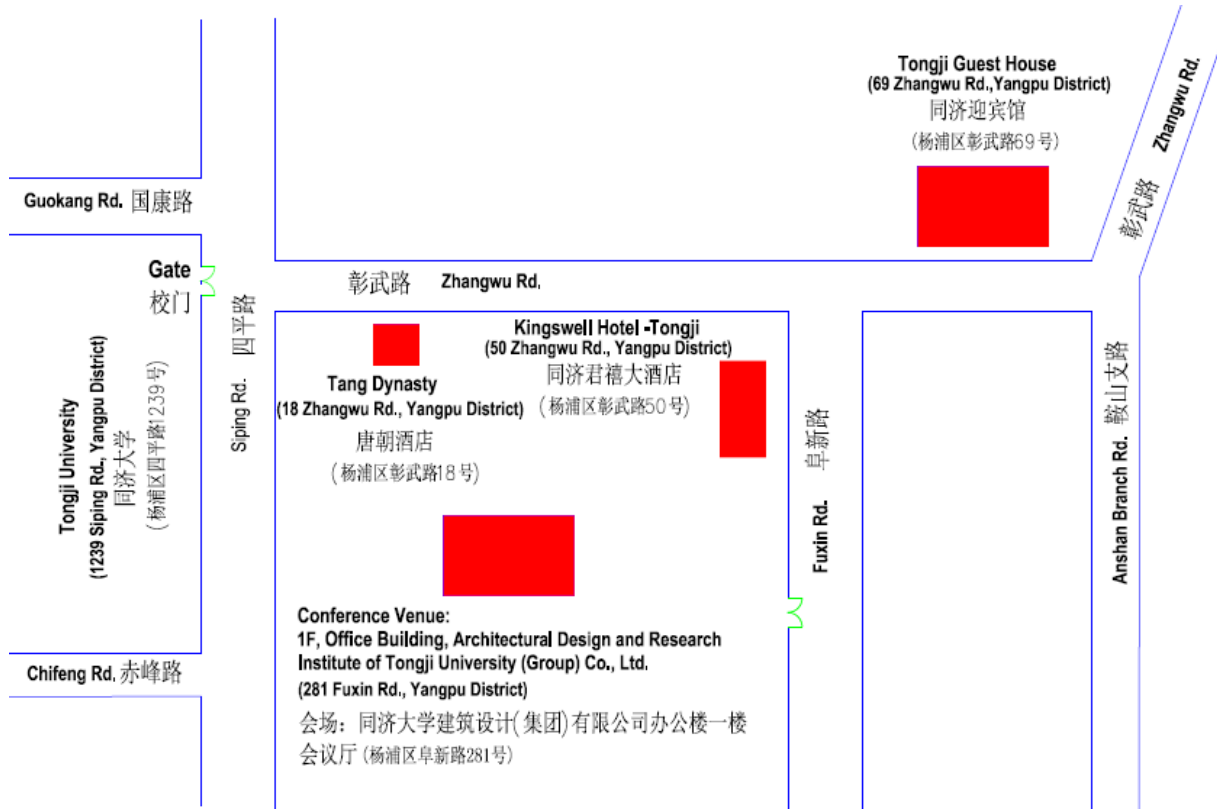 Tongji Guest House
(69 Zhangwu Rd.,Yangpu District)
同济迎宾馆
(杨浦区彰武路69号)
Zhangwu Rd.
彰武路
Guokang Rd. 国康路
Gate
校门
彰武路 Zhangwu Rd.
Siping Rd. 四平路
Tongji University
(1239 Siping Rd., Yangpu District)
同济大学
(杨浦区四平路1239号)
Tang Dynasty
(18 Zhangwu Rd., Yangpu District)
唐朝酒店
(杨浦区彰武路18号)
Kingswell Hotel -Tongji
(50 Zhangwu Rd., Yangpu District)
同济君禧大酒店
(杨浦区彰武路50号)
Fuxin Rd. 阜新路
Anshan Branch Rd. 鞍山支路
Chifeng Rd. 赤峰路
Conference Venue:
1F, Office Building, Architectural Design and Research
Institute of Tongji University (Group) Co., Ltd.
(281 Fuxin Rd., Yangpu District)
会场：同济大学建筑设计(集团)有限公司办公楼一楼
会议厅 (杨浦区阜新路281号)